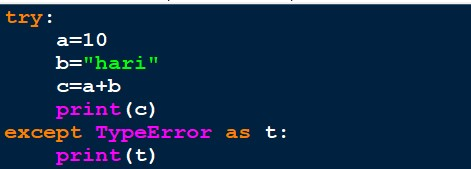 try:
    a=10
    b="hari"
    c=a+b
    print(c)
except TypeError as t:
    print(t)